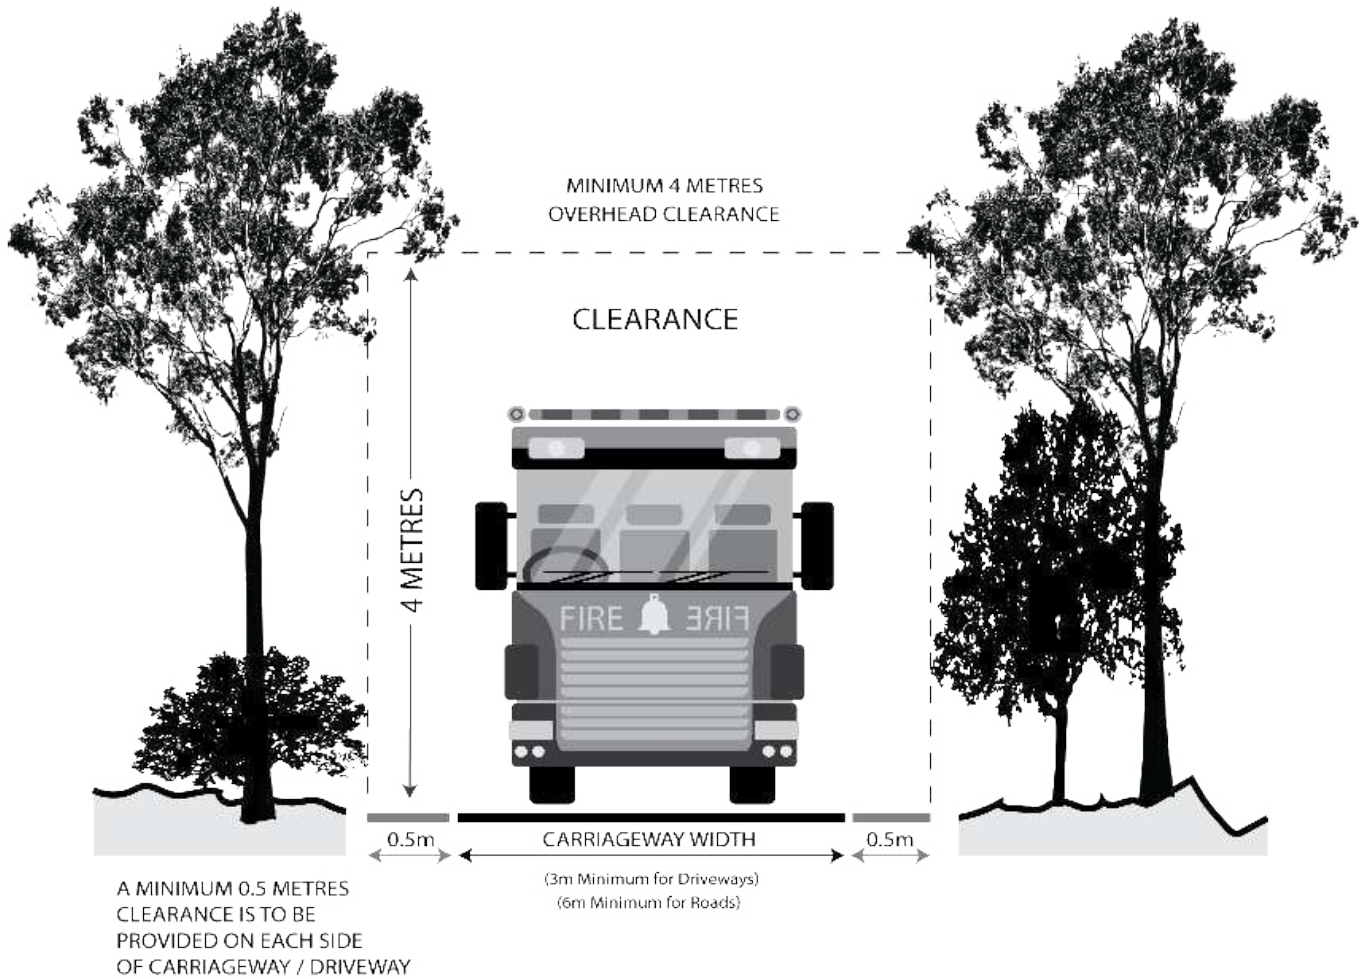 MINIMUM 4 METRES
OVERHEAD CLEARANCE
CLEARANCE
4 METRES
FIRE FIRE
0.5m
CARRIAGEWAY WIDTH
0.5m
(3m Minimum for Driveways)
(6m Minimum for Roads)
A MINIMUM 0.5 METRES
CLEARANCE IS TO BE
PROVIDED ON EACH SIDE
OF CARRIAGEWAY / DRIVEWAY